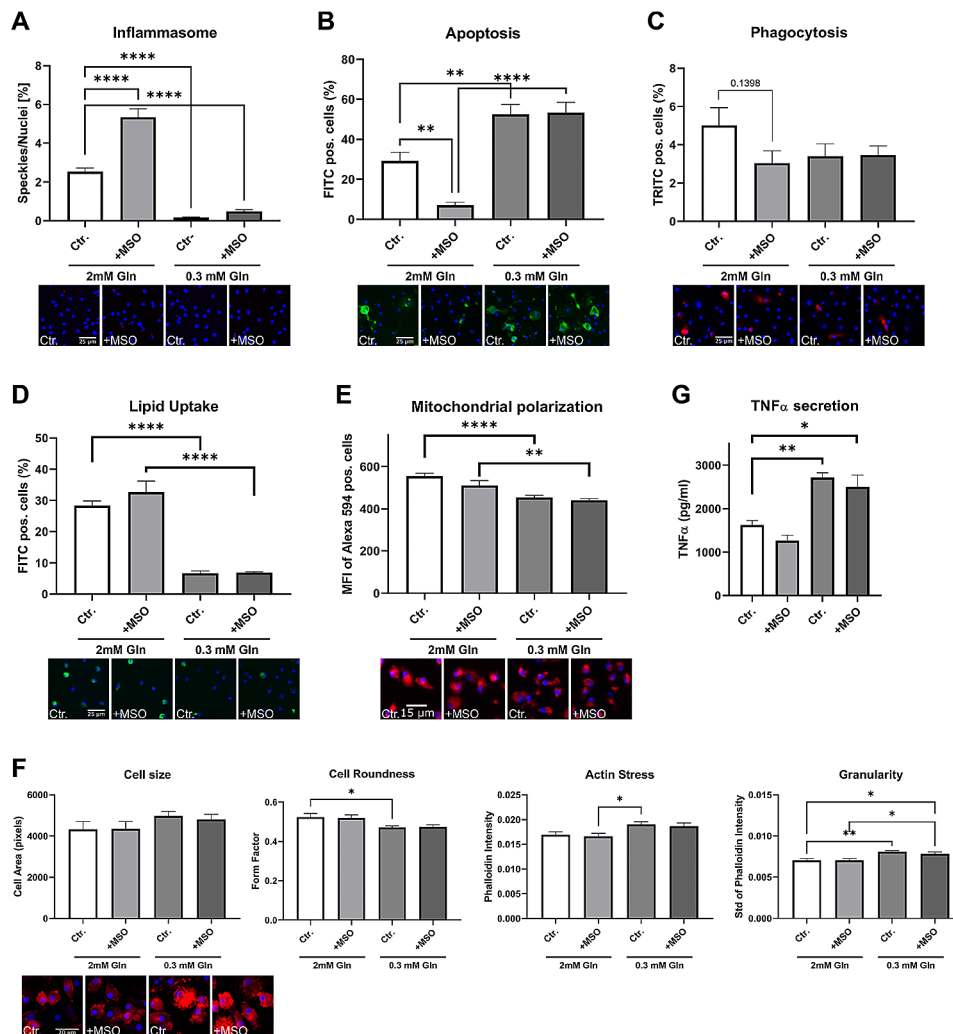 A
Inflammasome
****
****
****
Speckles/Nuclei [%]
8
6
4
2
0
Ctr.
+MSO
Ctr-
+MSO
2mM Gln
0.3 mM Gln
Ctr.
25 µm
+MSO
Ctr.
+MSO
B
Apoptosis
**
****
**
FITC pos. cells (%)
80
60
40
20
0
Ctr.
+MSO
Ctr.
+MSO
2mM Gln
0.3 mM Gln
Ctr.
25 µm
+MSO
Ctr.
+MSO
C
Phagocytosis
0.1398
TRITC pos. cells (%)
8
6
4
2
0
Ctr.
+MSO
Ctr.
+MSO
2mM Gln
0.3 mM Gln
Ctr.
25 µm
+MSO
Ctr.
+MSO
D
Lipid Uptake
****
****
FITC pos. cells (%)
50
40
30
20
10
0
Ctr.
+MSO
Ctr.
+MSO
2mM Gln
0.3 mM Gln
Ctr.
25 µm
+MSO
Ctr-
+MSO
E
Mitochondrial polarization
****
**
MFI of Alexa 594 pos. cells
600
400
200
0
Ctr.
+MSO
Ctr.
+MSO
2mM Gln
0.3 mM Gln
Ctr.
15 µm
+MSO
Ctr.
+MSO
G
TNFα secretion
*
**
TNFα (pg/ml)
3000
2000
1000
0
Ctr.
+MSO
Ctr.
+MSO
F
Cell size
Cell Area (pixels)
6000
4000
2000
0
Ctr.
+MSO
Ctr.
+MSO
2mM Gln
0.3 mM Gln
Ctr.
20 µm
+MSO
Ctr.
+MSO
Cell Roundness
*
Form Factor
0.6
0.4
0.2
0.0
Ctr.
+MSO
Ctr.
+MSO
2mM Gln
0.3 mM Gln
Actin Stress
*
Phalloidin Intensity
0.025
0.020
0.015
0.010
0.005
0.000
Ctr.
+MSO
Ctr.
+MSO
2mM Gln
0.3 mM Gln
Granularity
*
*
**
Std of Phalloidin Intensity
0.015
0.010
0.005
0.000
Ctr.
+MSO
Ctr.
+MSO
2mM Gln
0.3 mM Gln